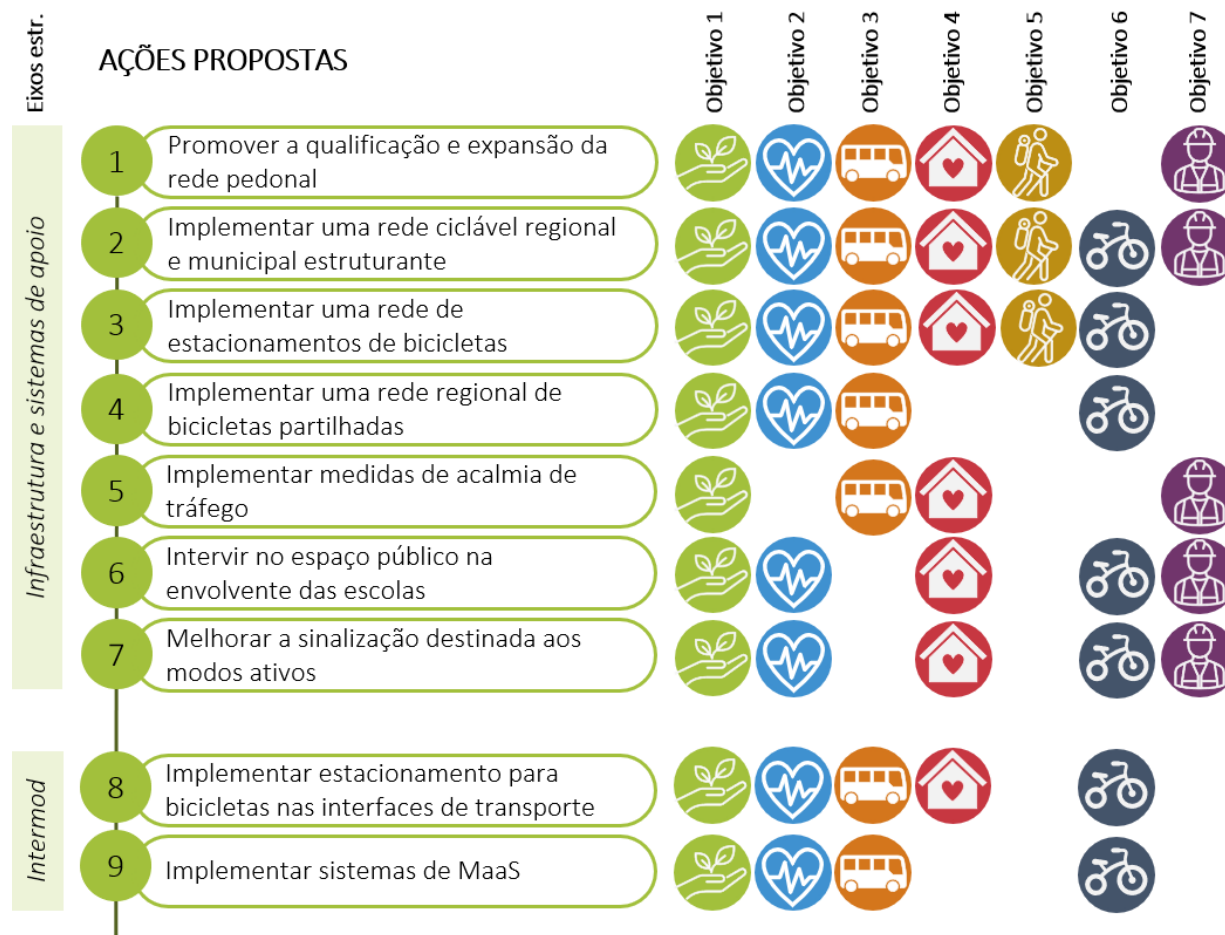 Eixos estr.
AÇÕES PROPOSTAS
Objetivo 1
Objetivo 2
Objetivo 3
Objetivo 4
Objetivo 5
Objetivo 6
Objetivo 7
Infraestrutura e sistemas de apoio
1
Promover a qualificação e expansão da
rede pedonal
2
Implementar uma rede ciclável regional
e municipal estruturante
3
Implementar uma rede de
estacionamentos de bicicletas
4
Implementar uma rede regional de
bicicletas partilhadas
5
Implementar medidas de acalmia de
tráfego
6
Intervir no espaço público na
envolvente das escolas
7
Melhorar a sinalização destinada aos
modos ativos
Intermod
8
Implementar estacionamento para
bicicletas nas interfaces de transporte
9
Implementar sistemas de MaaS